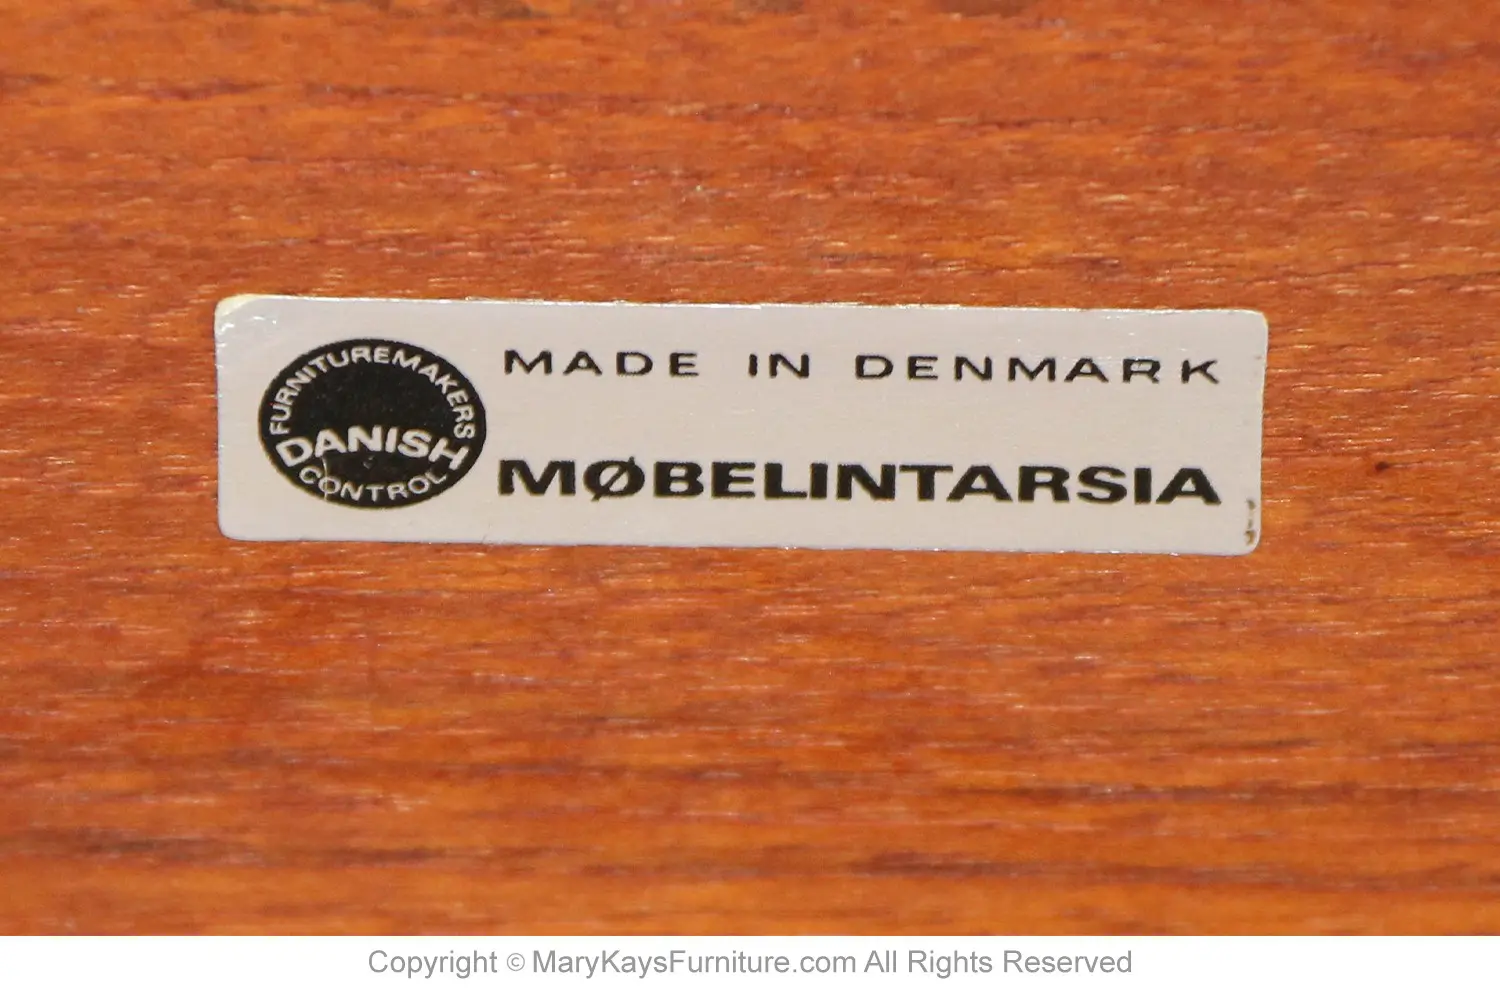 FURNITUREMAKERS
DANISH
CONTROL
MADE IN DENMARK
MØBELINTARSIA
Copyright © MaryKaysFurniture.com All Rights Reserved